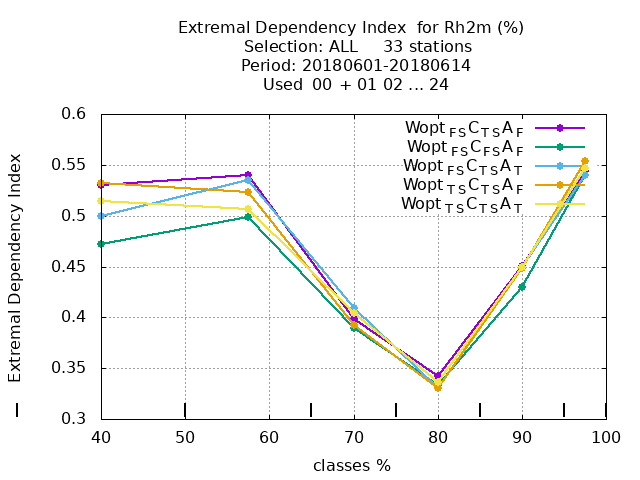 Extremal Dependency Index for Rh2m (%)
Selection: ALL 33 stations
Period: 20180601-20180614
Used 00 + 01 02 ... 24
Extremal Dependency Index
0.6
0.55
0.5
0.45
0.4
0.35
0.3
Wopt FS C TS A F
Wopt FS C FS A F
Wopt FS C TS A T
Wopt TS C TS A F
Wopt TS C TS A T
40 50 60 70 80 90 100
classes %